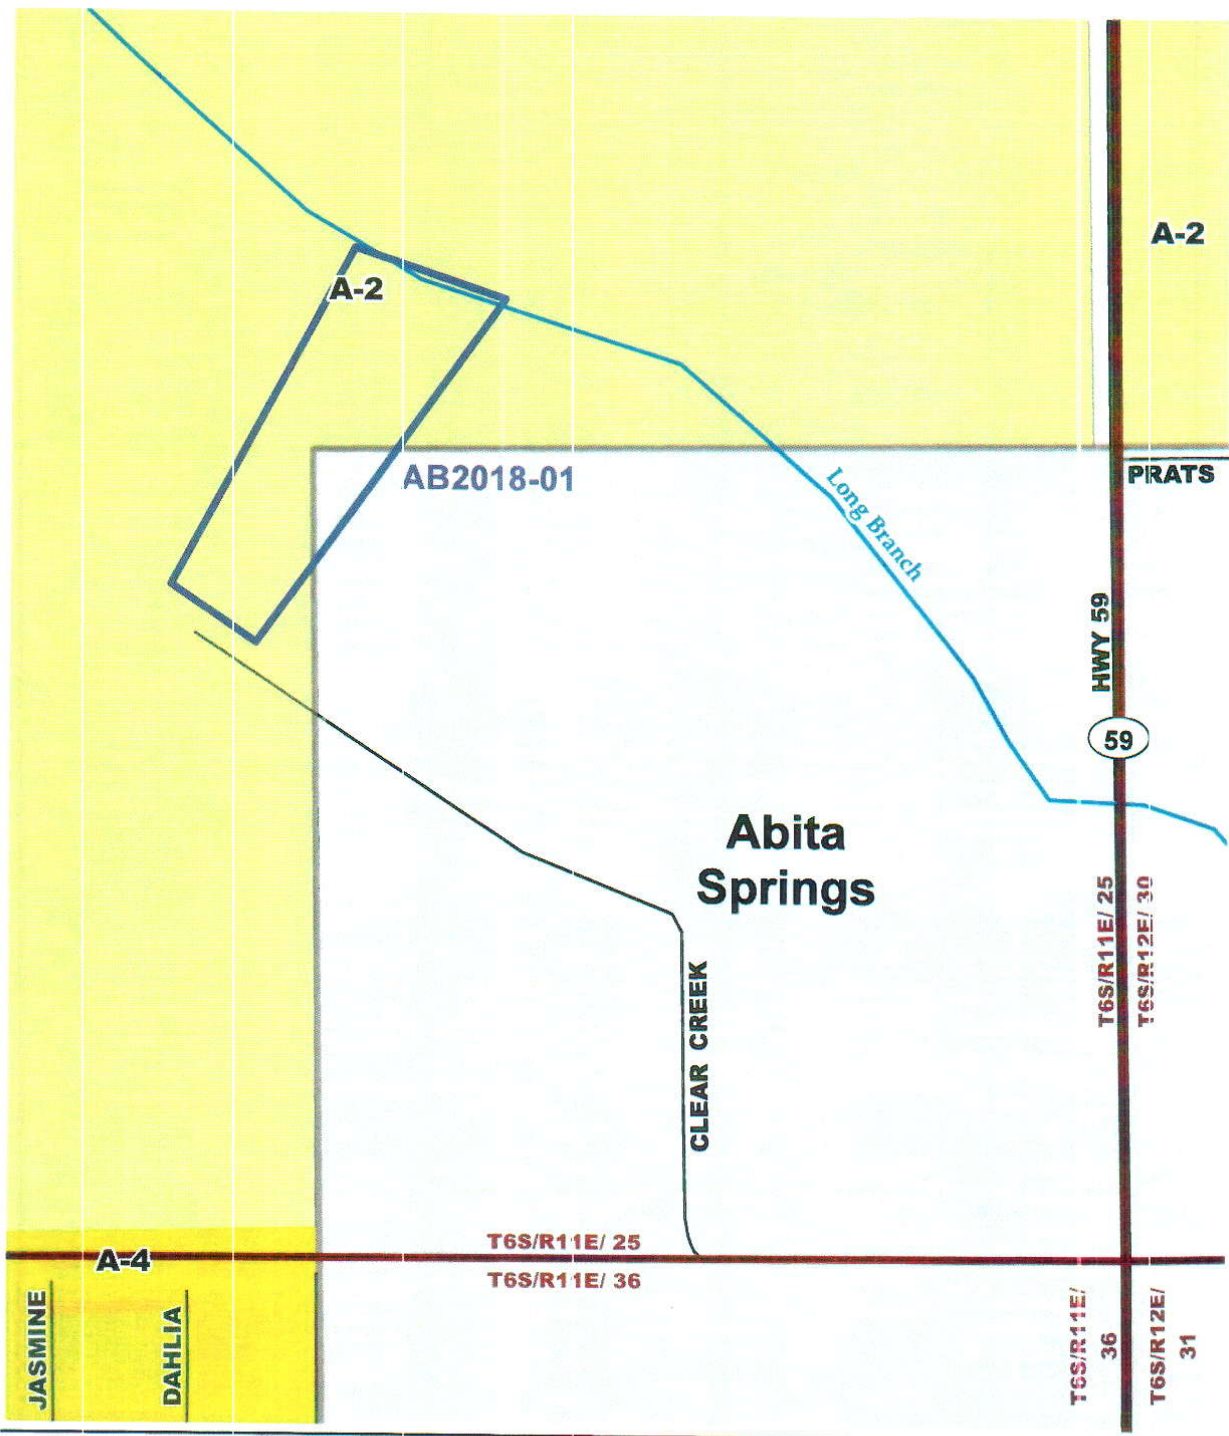 A-2
A-2
AB2018-01
PRATS
Long Branch
HWY 59
59
Abita
Springs
T6S/R11E/ 25
T6S/R12E/ 30
CLEAR CREEK
T6S/R11E/ 25
A-4
T6S/R11E/ 36
JASMINE
DAHLIA
T6S/R11E/
36
T6S/R12E/
31